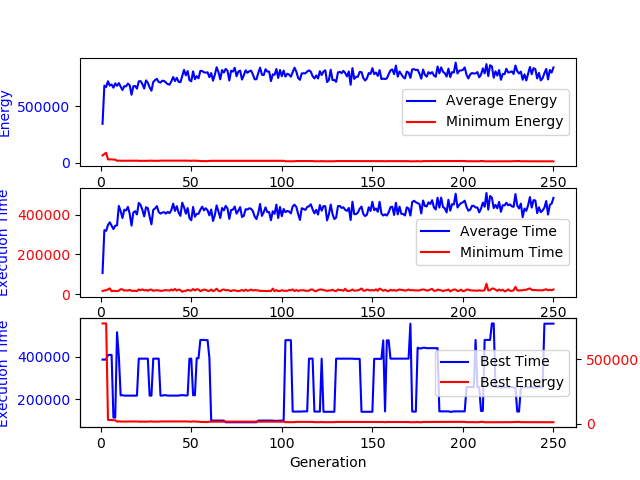 Energy
500000
0
Average Energy
Minimum Energy
0 50 100 150 200 250
Execution Time
400000
200000
0
Average Time
Minimum Time
0 50 100 150 200 250
Execution Time
400000
200000
Best Time
Best Energy
500000
0
0 50 100 150 200 250
Generation